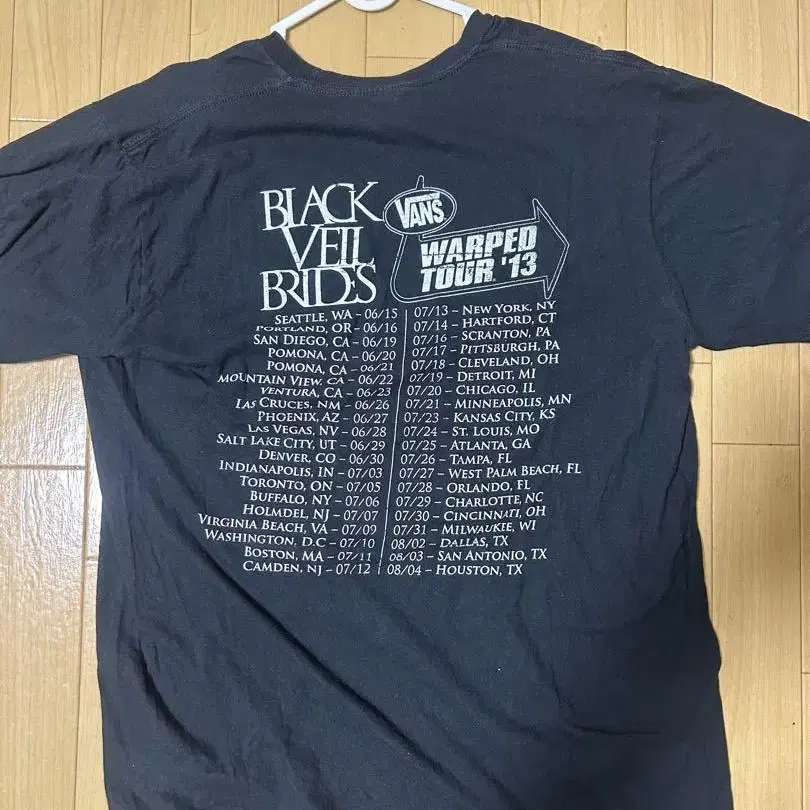 BLACK
VEIL
BRIDES
VANS
WARPED
TOUR '13
SEATTLE, WA – 06/15
PORTLAND, OR – 06/16
SAN DIEGO, CA – 06/19
POMONA, CA – 06/20
POMONA, CA – 06/21
MOUNTAIN VIEW, CA – 06/22
VENTURA, CA – 06/23
LAS CRUCES, NM – 06/26
PHOENIX, AZ – 06/27
LAS VEGAS, NV – 06/28
SALT LAKE CITY, UT – 06/29
DENVER, CO – 06/30
INDIANAPOLIS, IN – 07/03
TORONTO, ON – 07/05
BUFFALO, NY – 07/06
HOLMDEL, NJ – 07/07
VIRGINIA BEACH, VA – 07/09
WASHINGTON, D.C – 07/10
BOSTON, MA – 07/11
CAMDEN, NJ – 07/12
07/13 – NEW YORK, NY
07/14 – HARTFORD, CT
07/16 – SCRANTON, PA
07/17 – PITTSBURGH, PA
07/18 – CLEVELAND, OH
07/19 – DETROIT, MI
07/20 – CHICAGO, IL
07/21 – MINNEAPOLIS, MN
07/23 – KANSAS CITY, KS
07/24 – ST. LOUIS, MO
07/25 – ATLANTA, GA
07/26 – TAMPA, FL
07/27 – WEST PALM BEACH, FL
07/28 – ORLANDO, FL
07/29 – CHARLOTTE, NC
07/30 – CINCINNATI, OH
07/31 – MILWAUKEE, WI
08/02 – DALLAS, TX
08/03 – SAN ANTONIO, TX
08/04 – HOUSTON, TX